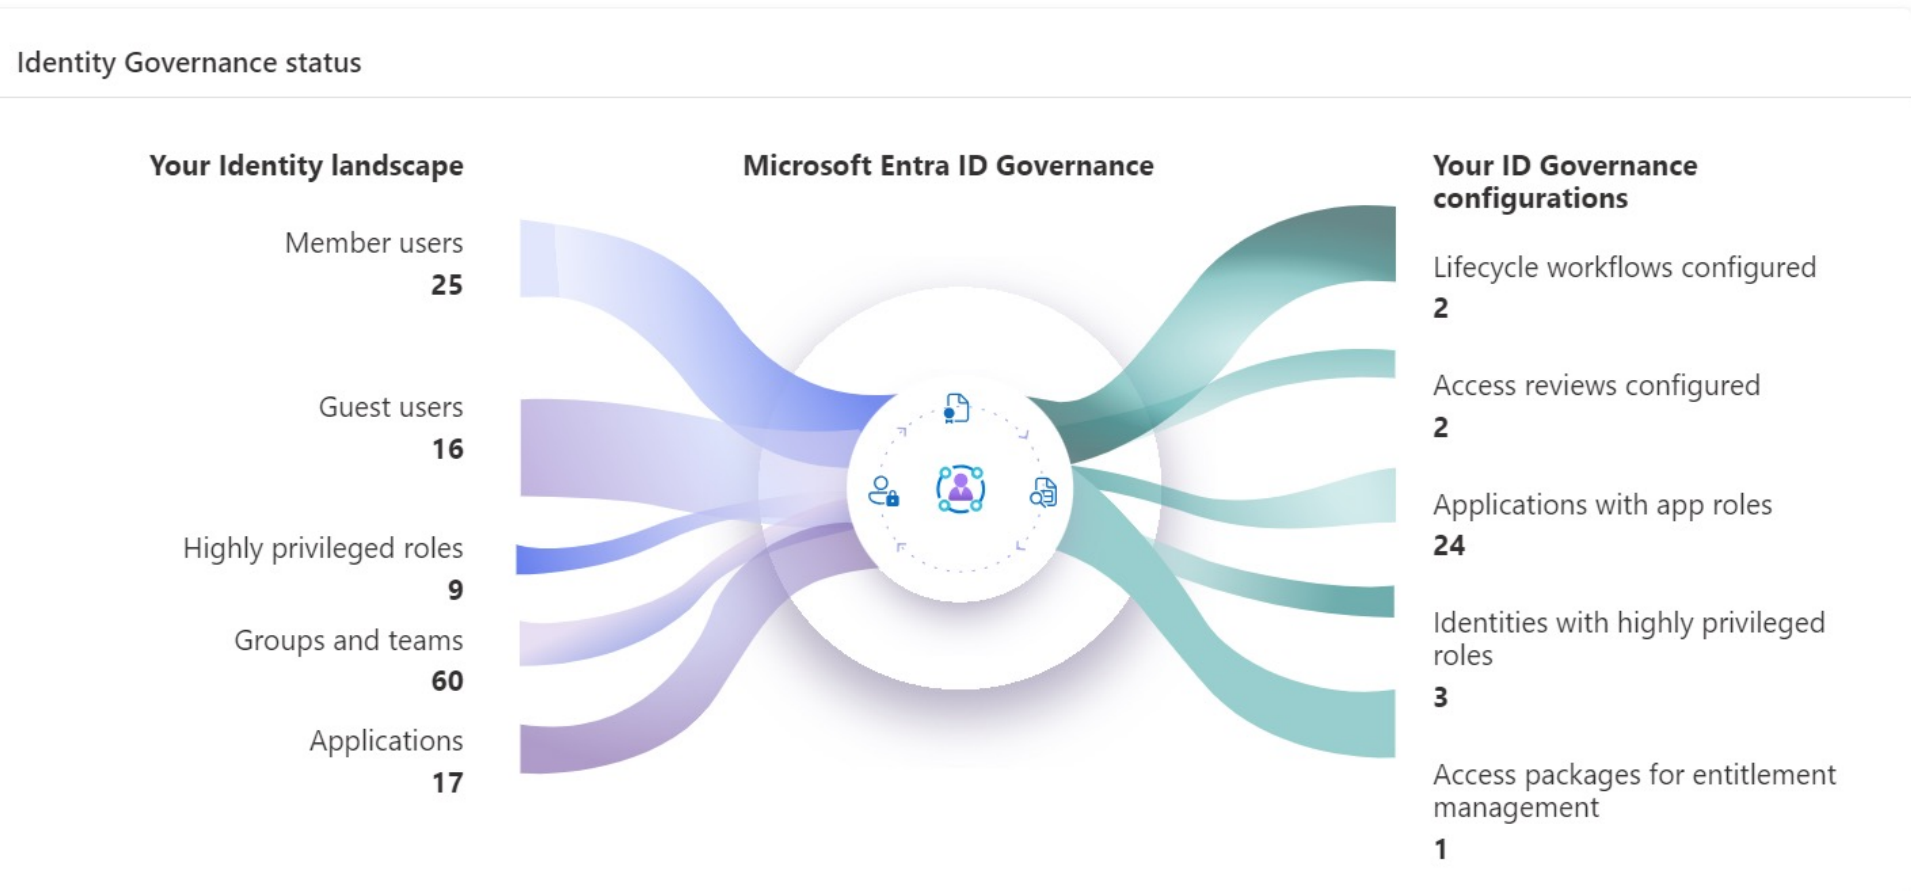 Identity Governance status
Your Identity landscape
Member users
25
Guest users
16
Highly privileged roles
9
Groups and teams
60
Applications
17
Microsoft Entra ID Governance
Your ID Governance
configurations
Lifecycle workflows configured
2
Access reviews configured
2
Applications with app roles
24
Identities with highly privileged
roles
3
Access packages for entitlement
management
1